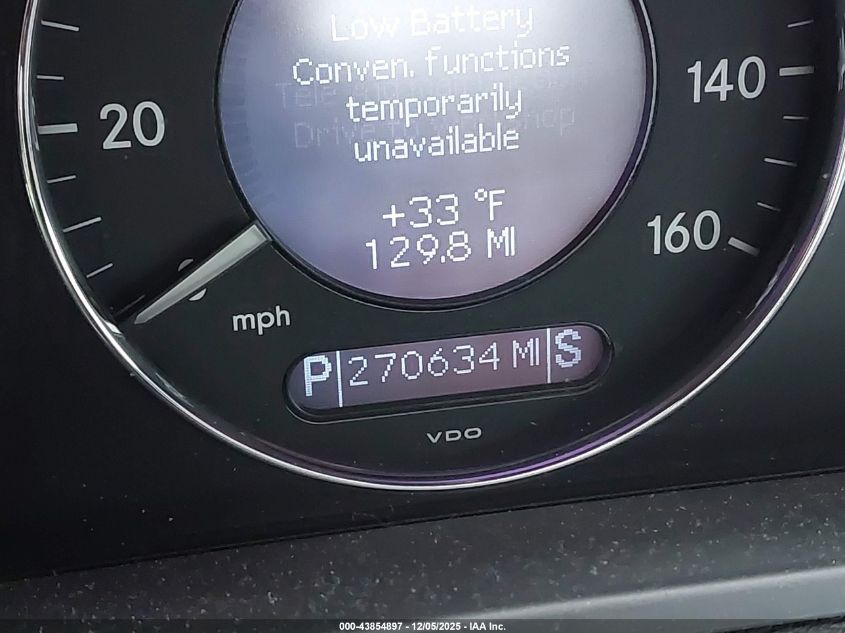 Low Battery
Conven. functions
temporarily
unavailable
+33 °F
129.8 MI
20
140
160
mph
P 270634 MI S
VDO
000-43854897 - 12/05/2025 - IAA Inc.